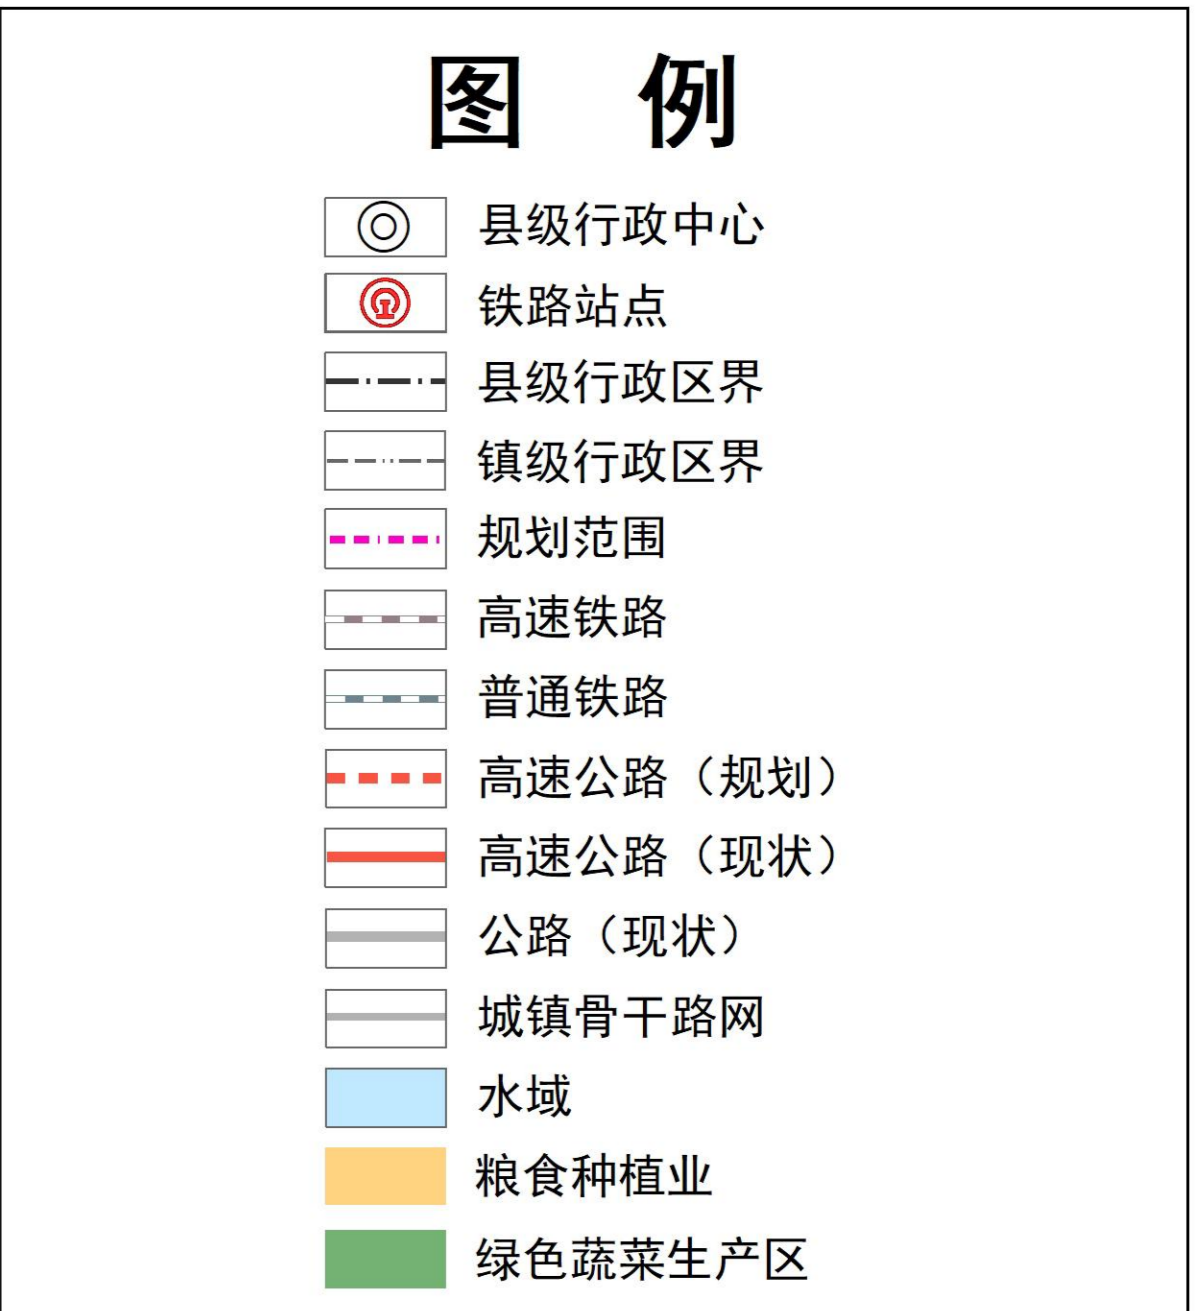 图 例
县级行政中心
铁路站点
县级行政区界
镇级行政区界
规划范围
高速铁路
普通铁路
高速公路（规划）
高速公路（现状）
公路（现状）
城镇骨干路网
水域
粮食种植业
绿色蔬菜生产区